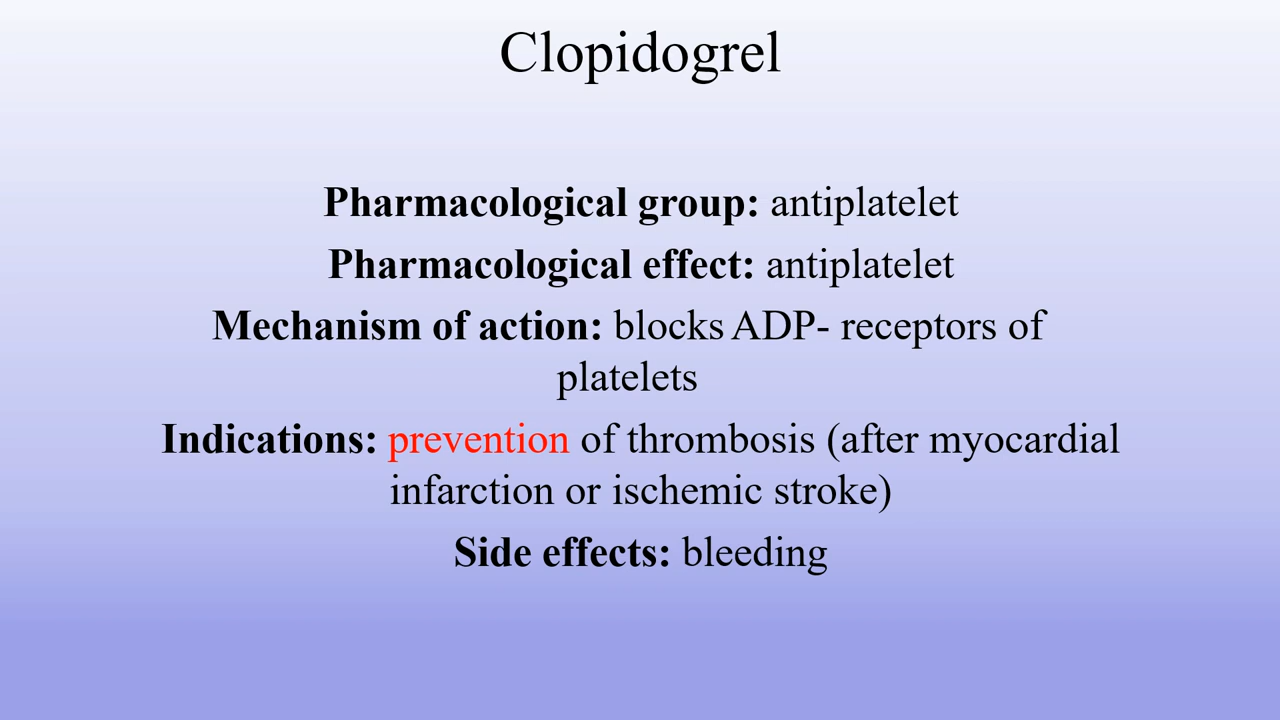 Clopidogrel
Pharmacological group: antiplatelet
Pharmacological effect: antiplatelet
Mechanism of action: blocks ADP- receptors of
platelets
Indications: prevention of thrombosis (after myocardial
infarction or ischemic stroke)
Side effects: bleeding